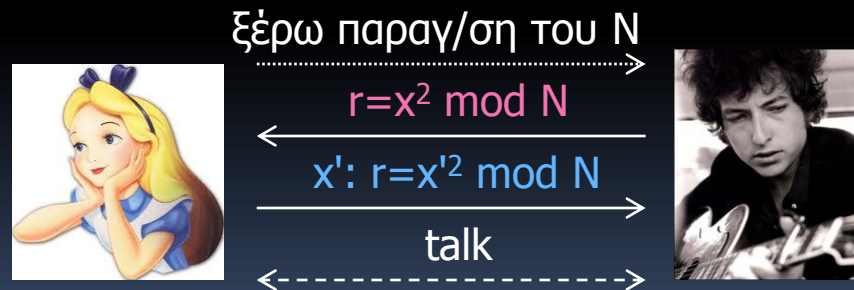 ξέρω παραγ/ση του Ν
r=x² mod N
x': r=x'² mod N
talk